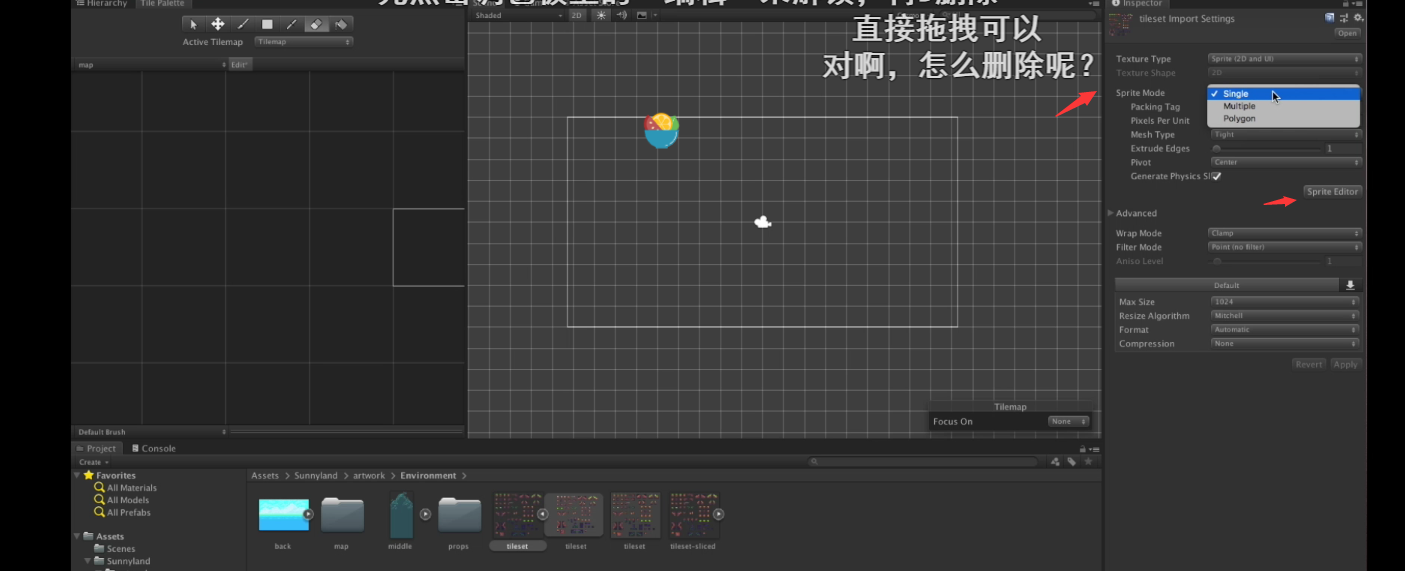 Hierarchy Tile Palette
Active Tilemap Tilemap
map Edit*
Default Brush
Shaded 2D
直接拖拽可以
对啊，怎么删除呢？
Tilemap
Focus On None
Inspector
tileset Import Settings
Open
Texture Type Sprite (2D and UI)
Texture Shape 2D
Sprite Mode
Single
Multiple
Polygon
Packing Tag
Pixels Per Unit
Mesh Type Tight
Extrude Edges 1
Pivot Center
Generate Physics S
Sprite Editor
Advanced
Wrap Mode Clamp
Filter Mode Point (no filter)
Aniso Level 1
Default
Max Size 1024
Resize Algorithm Mitchell
Format Automatic
Compression None
Revert Apply
Project Console
Create
Favorites
All Materials
All Models
All Prefabs
Assets
Scenes
Sunnyland
Assets > Sunnyland > artwork > Environment >
back map middle props tileset tileset tileset tileset-sliced